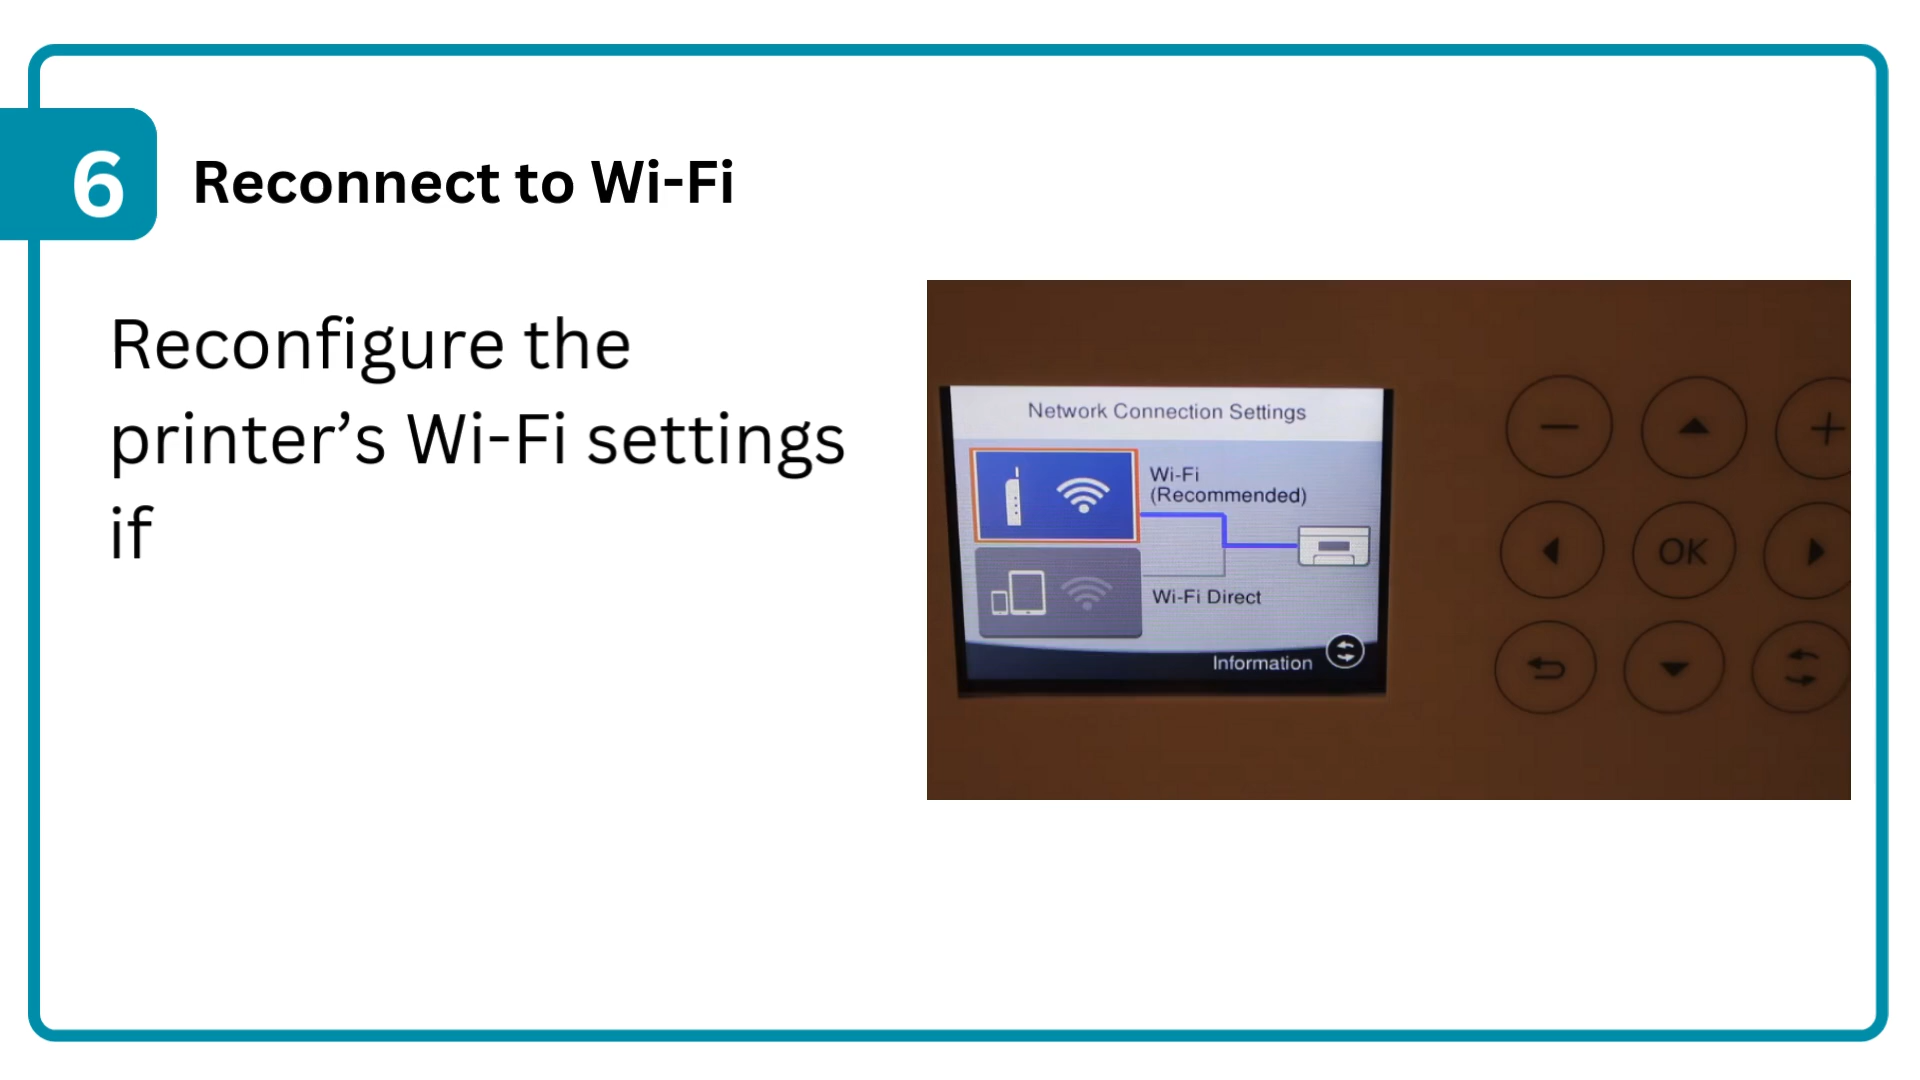 6
Reconnect to Wi-Fi
Reconfigure the
printer’s Wi-Fi settings
if
Network Connection Settings
Wi-Fi
(Recommended)
Wi-Fi Direct
Information
OK